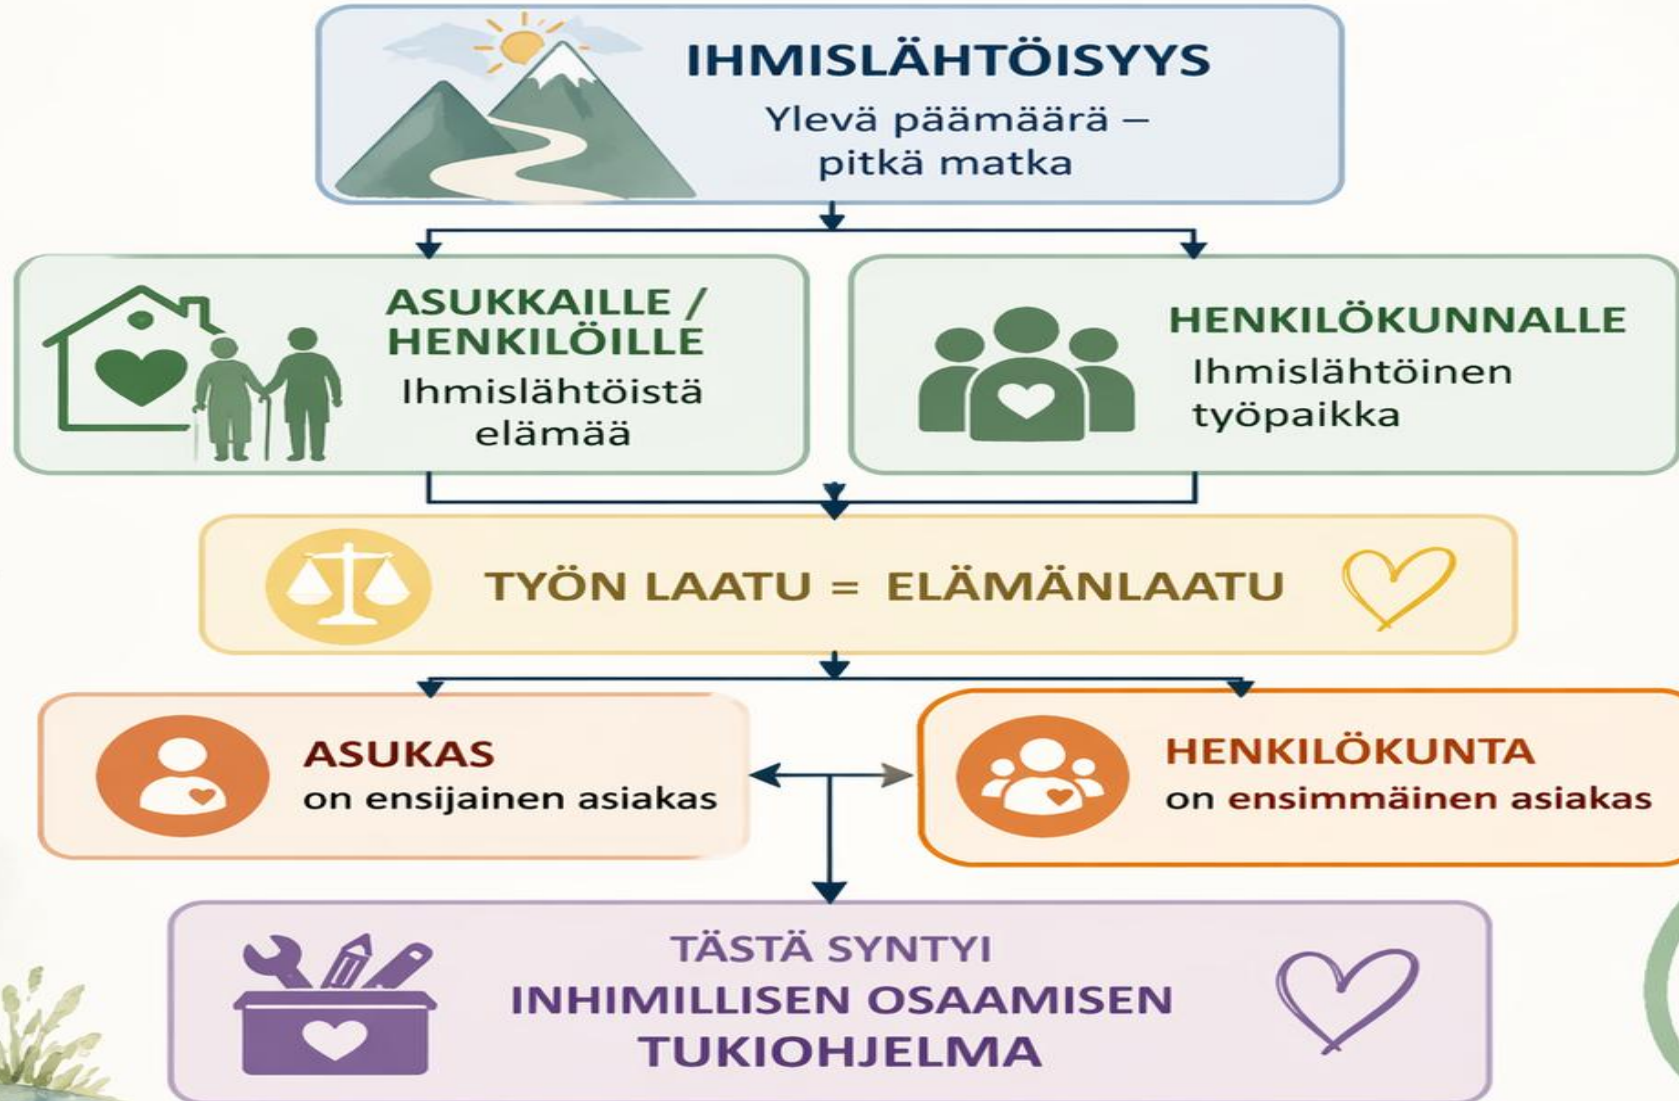 IHMISLÄHTÖISYYS
Ylevä päämäärä –
pitkä matka
ASUKKAILLE /
HENKILÖILLE
Ihmislähtöistä
elämää
HENKILÖKUNNALLE
Ihmislähtöinen
työpaikka
TYÖN LAATU = ELÄMÄNLAATU
ASUKAS
on ensijainen asiakas
HENKILÖKUNTA
on ensimmäinen asiakas
TÄSTÄ SYNTYI
INHIMILLISEN OSAAMISEN
TUKIOHJELMA